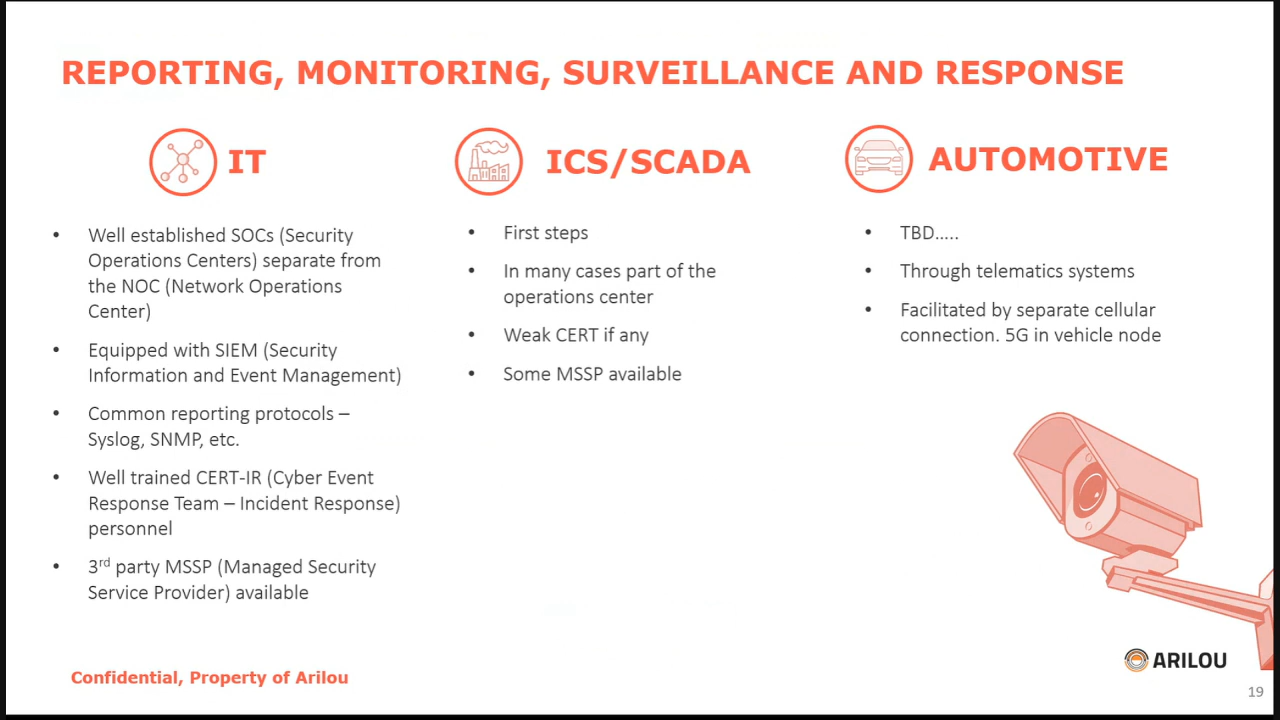 REPORTING, MONITORING, SURVEILLANCE AND RESPONSE
IT
• Well established SOCs (Security
Operations Centers) separate from
the NOC (Network Operations
Center)
• Equipped with SIEM (Security
Information and Event Management)
• Common reporting protocols –
Syslog, SNMP, etc.
• Well trained CERT-IR (Cyber Event
Response Team – Incident Response)
personnel
• 3rd party MSSP (Managed Security
Service Provider) available
ICS/SCADA
• First steps
• In many cases part of the
operations center
• Weak CERT if any
• Some MSSP available
AUTOMOTIVE
• TBD.....
• Through telematics systems
• Facilitated by separate cellular
connection. 5G in vehicle node
Confidential, Property of Arilou
ARILOU
19